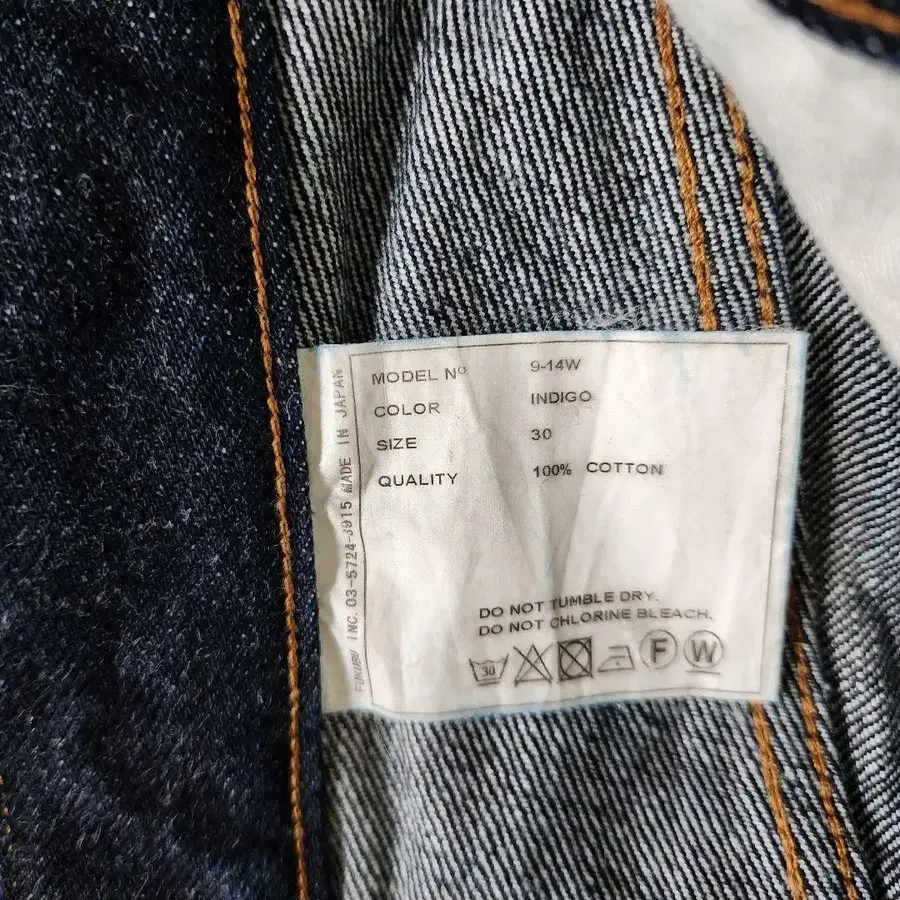 MODEL Nº 9-14W
COLOR INDIGO
SIZE 30
QUALITY 100% COTTON
DO NOT TUMBLE DRY.
DO NOT CHLORINE BLEACH.
30 F W
FUKUBU INC. 03-5724-3915 MADE IN JAPAN